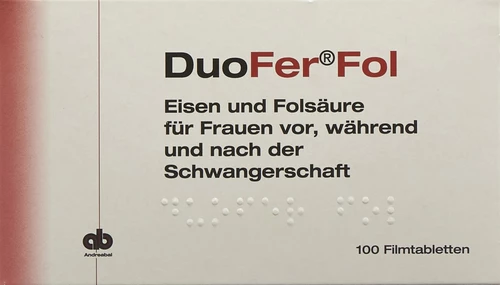 DuoFer®Fol
Eisen und Folsäure
für Frauen vor, während
und nach der
Schwangerschaft
100 Filmtabletten
ab
Andreabal